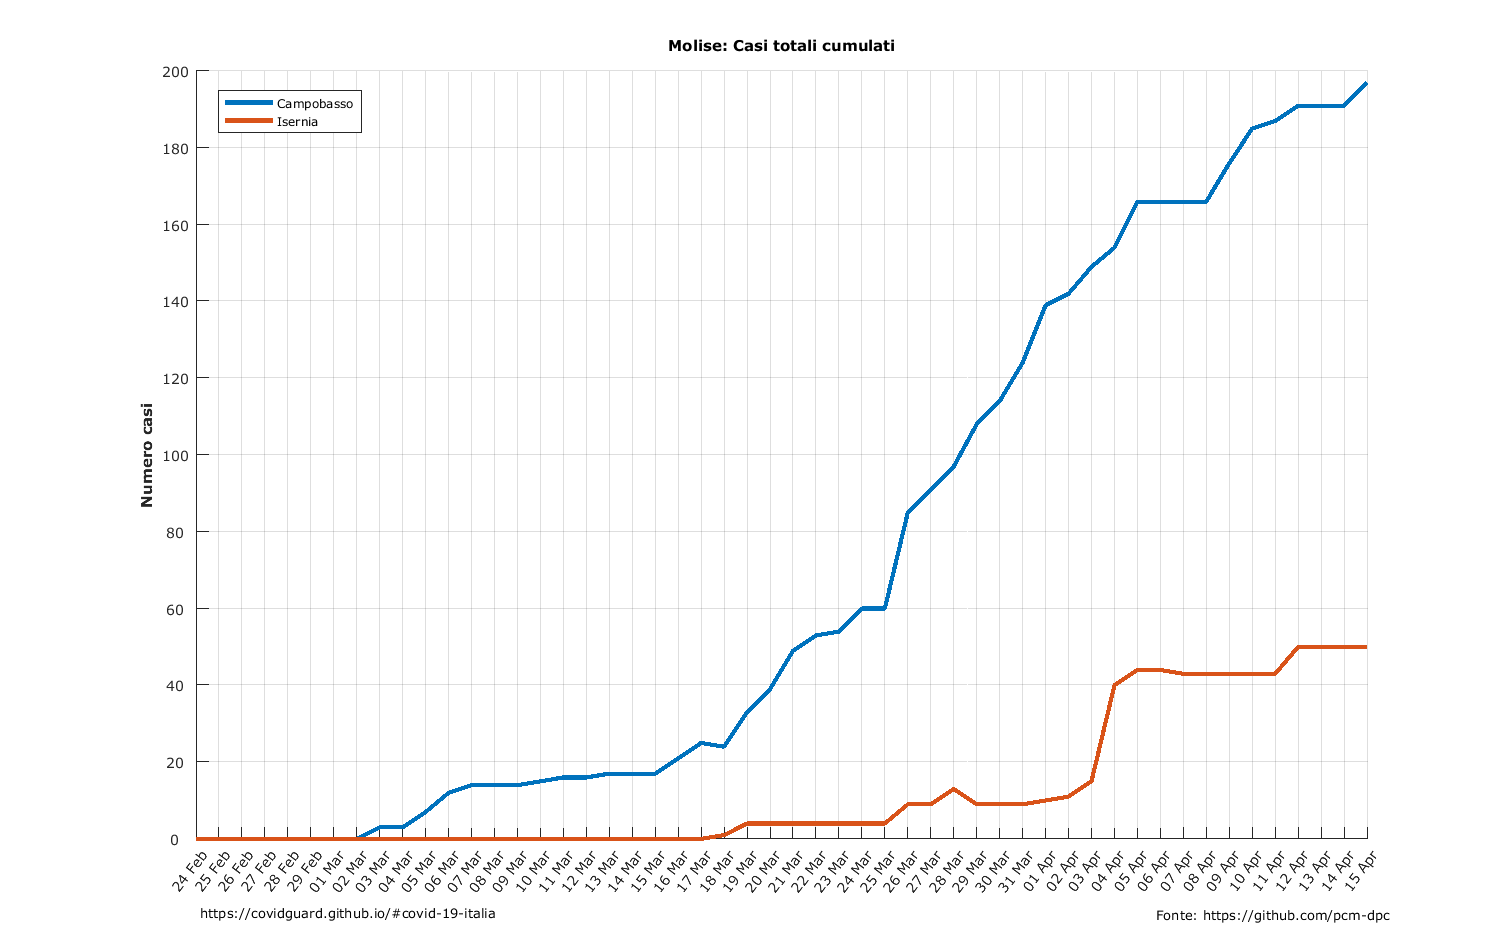 Molise: Casi totali cumulati
Campobasso
Isernia
Numero casi
200
180
160
140
120
100
80
60
40
20
0
24 Feb
25 Feb
26 Feb
27 Feb
28 Feb
29 Feb
01 Mar
02 Mar
03 Mar
04 Mar
05 Mar
06 Mar
07 Mar
08 Mar
09 Mar
10 Mar
11 Mar
12 Mar
13 Mar
14 Mar
15 Mar
16 Mar
17 Mar
18 Mar
19 Mar
20 Mar
21 Mar
22 Mar
23 Mar
24 Mar
25 Mar
26 Mar
27 Mar
28 Mar
29 Mar
30 Mar
31 Mar
01 Apr
02 Apr
03 Apr
04 Apr
05 Apr
06 Apr
07 Apr
08 Apr
09 Apr
10 Apr
11 Apr
12 Apr
13 Apr
14 Apr
15 Apr
https://covidguard.github.io/#covid-19-italia
Fonte: https://github.com/pcm-dpc